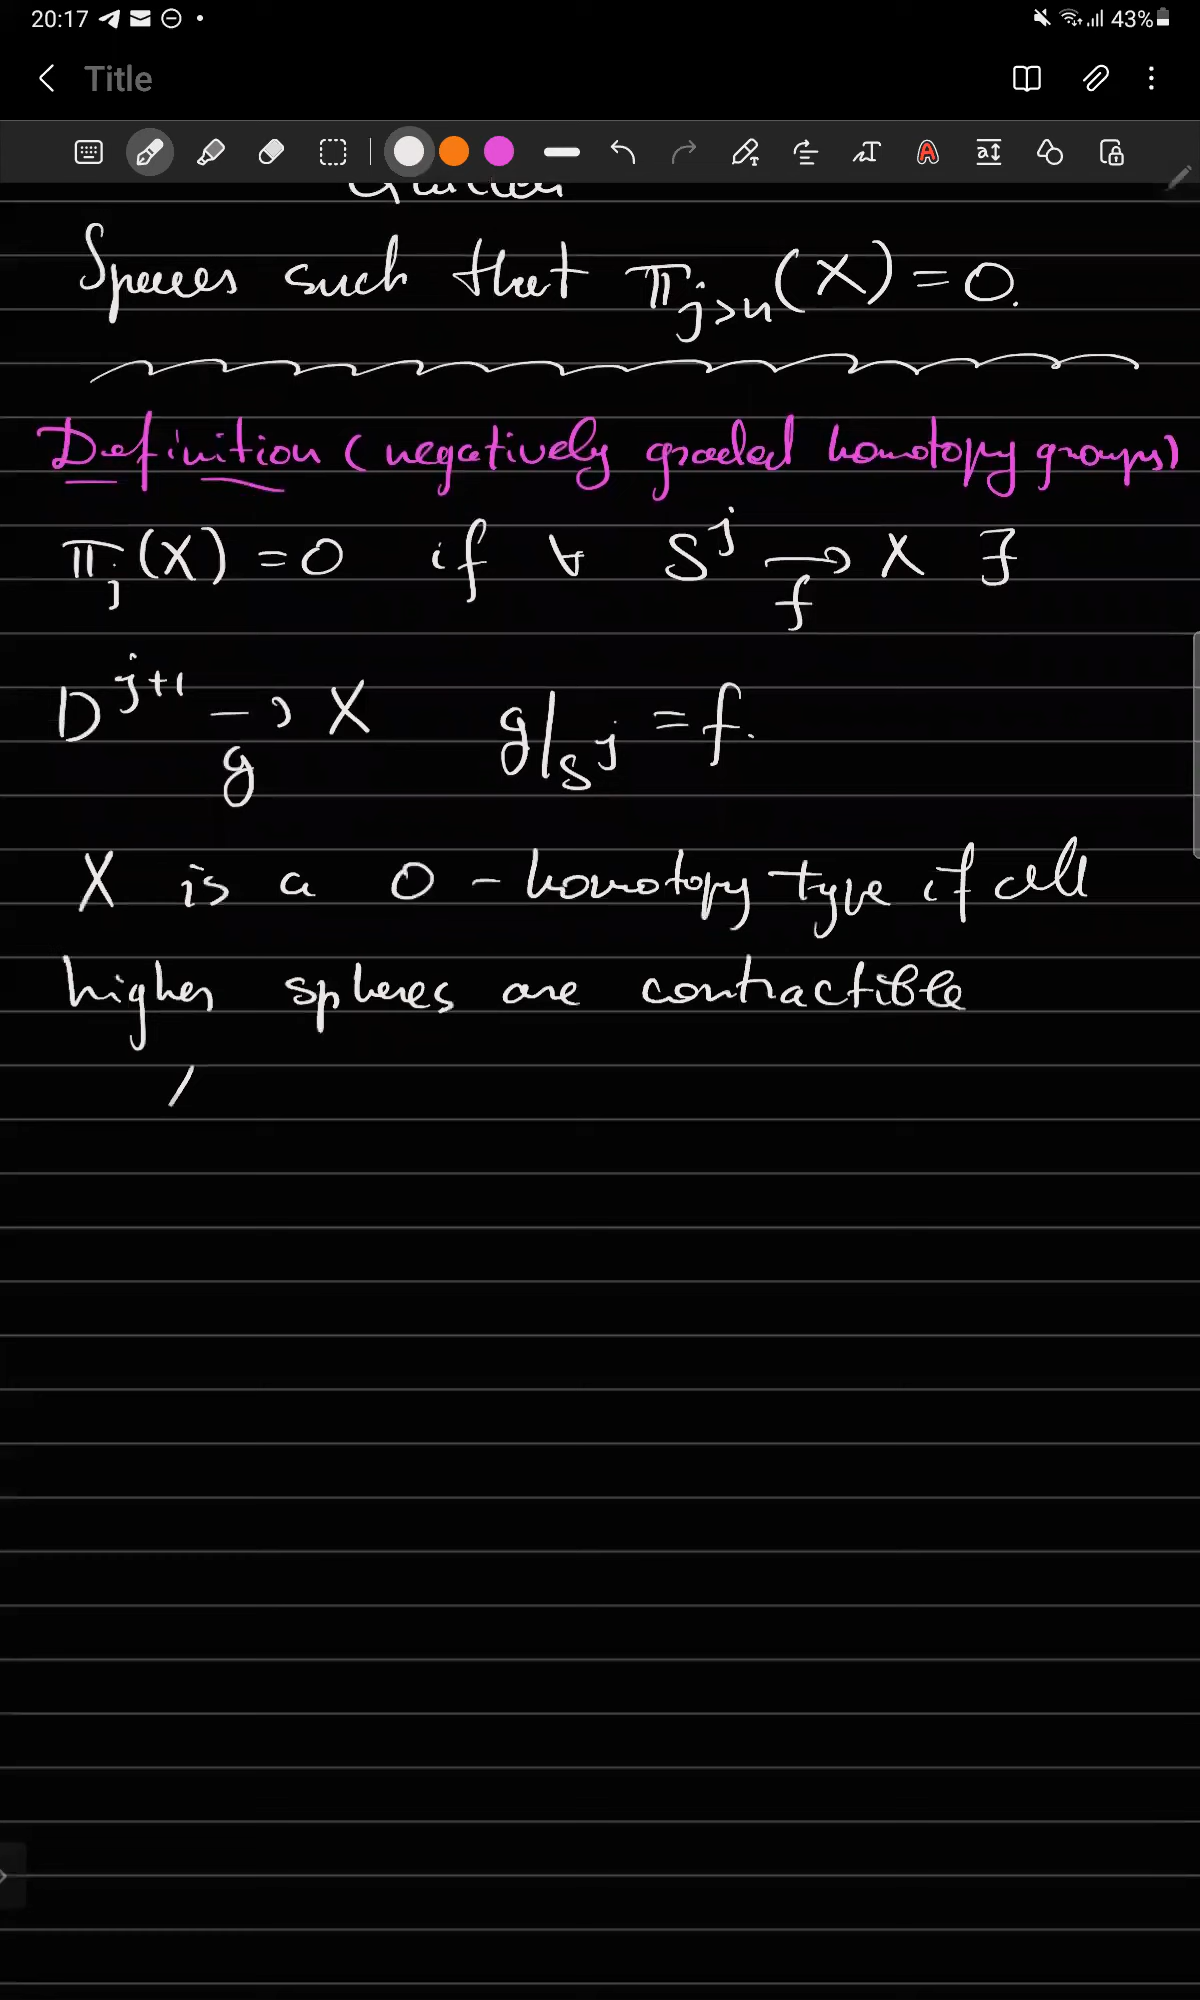 20:17
43%
Title
Spaces such that π_{j>n}(X) = 0.
Definition (negatively graded homotopy groups)
π_j(X) = 0 if ∀ S^j →_f X ∃
D^{j+1} →_g X g|_{S^j} = f.
X is a 0-homotopy type if all
higher spheres are contractible